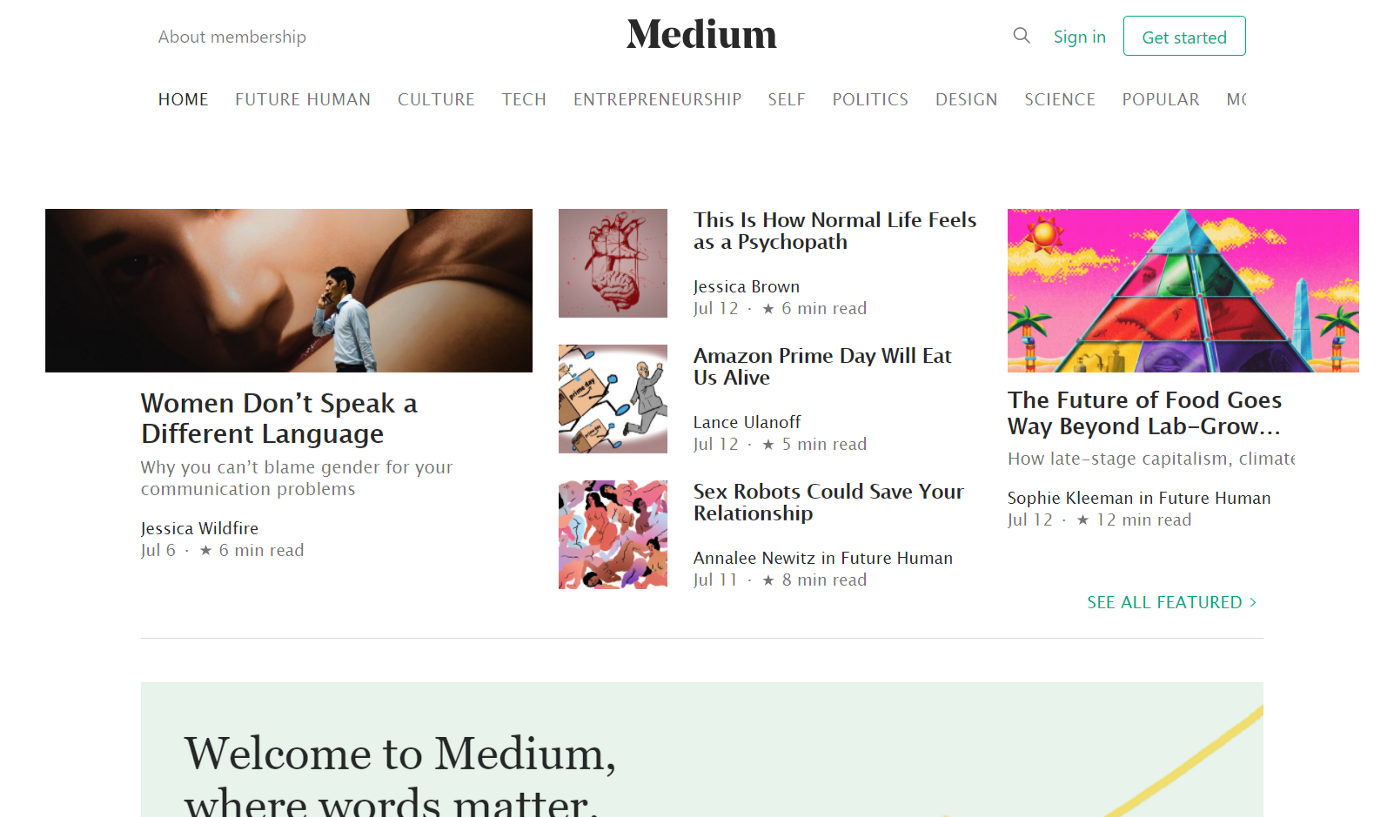 About membership
Medium
Sign in
Get started
HOME FUTURE HUMAN CULTURE TECH ENTREPRENEURSHIP SELF POLITICS DESIGN SCIENCE POPULAR
Women Don’t Speak a
Different Language
Why you can’t blame gender for your
communication problems
Jessica Wildfire
Jul 6 · ★ 6 min read
This Is How Normal Life Feels
as a Psychopath
Jessica Brown
Jul 12 · ★ 6 min read
prime day
Amazon Prime Day Will Eat
Us Alive
Lance Ulanoff
Jul 12 · ★ 5 min read
Sex Robots Could Save Your
Relationship
Annalee Newitz in Future Human
Jul 11 · ★ 8 min read
The Future of Food Goes
Way Beyond Lab-Grow...
How late-stage capitalism, climate
Sophie Kleeman in Future Human
Jul 12 · ★ 12 min read
SEE ALL FEATURED >
Welcome to Medium,
where words matter.